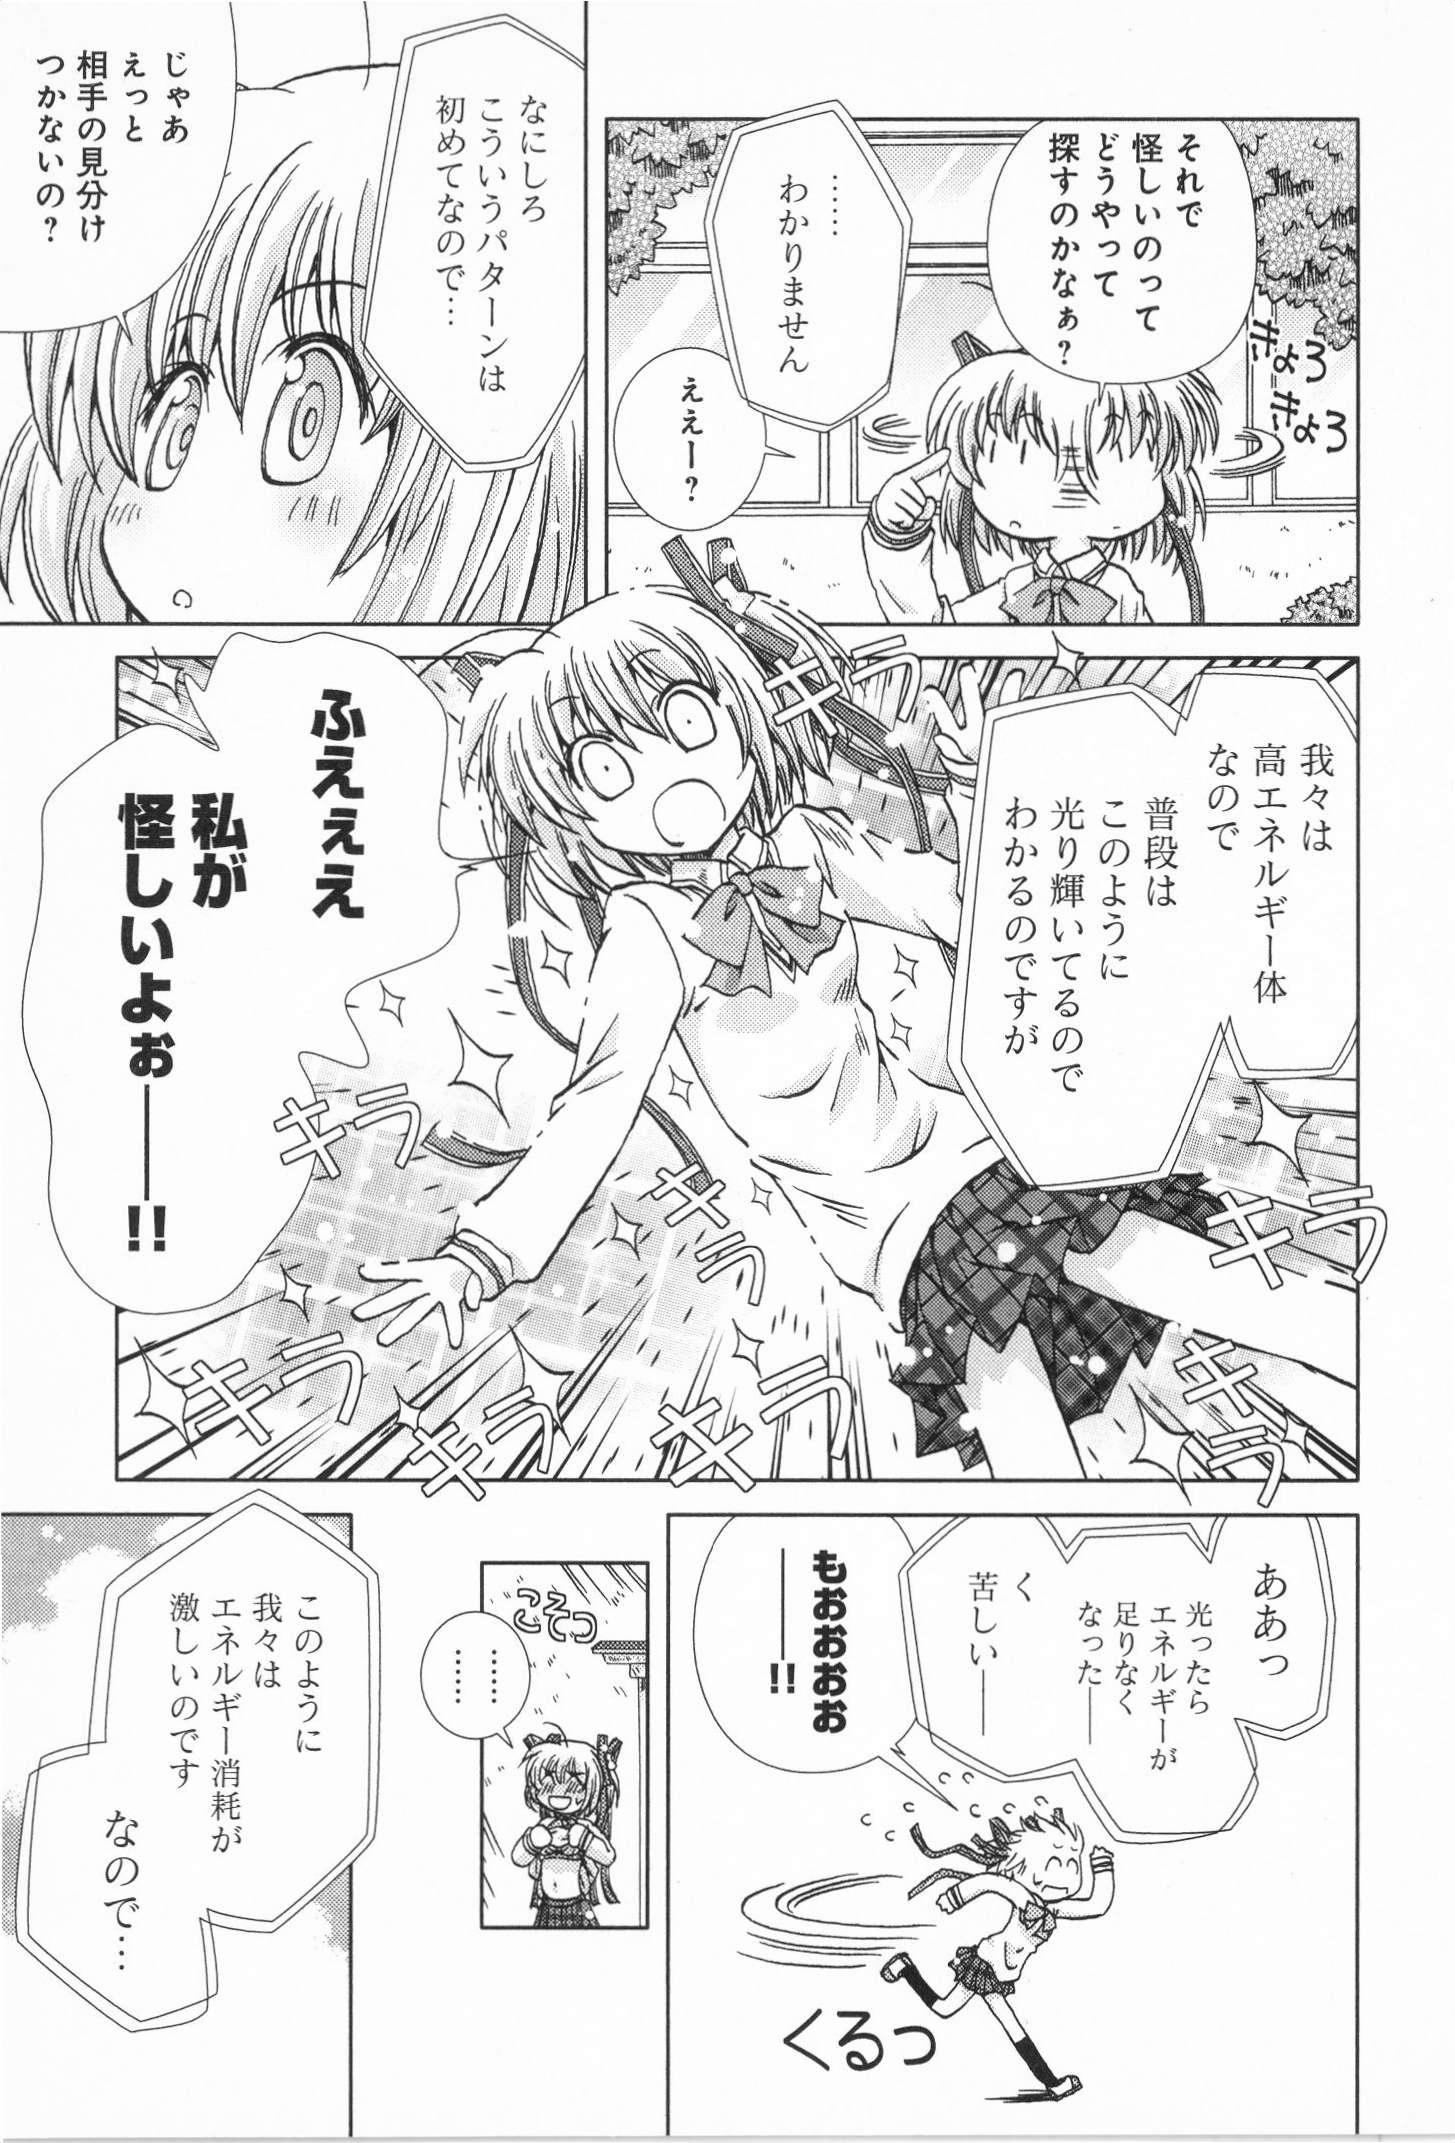 それで
怪しいのって
どうやって
探すのかなぁ?
きょろ
きょろ
……
わかりません
ええー?
なにしろ
こういうパターンは
初めてなので…
じゃあ
えっと
相手の見分け
つかないの?
我々は
高エネルギー体
なので
普段は
このように
光り輝いてるので
わかるのですが
キラ
キラ
キラ
キラ
キラ
キラ
キラ
キラ
ふえぇぇぇ
私が
怪しいよぉ――!!
ああっ
光ったら
エネルギーが
足りなく
なった――
く
苦しい――
もおおおお
――!!
くるっ
こそっ
……
……
このように
我々は
エネルギー消耗が
激しいのです
なので…